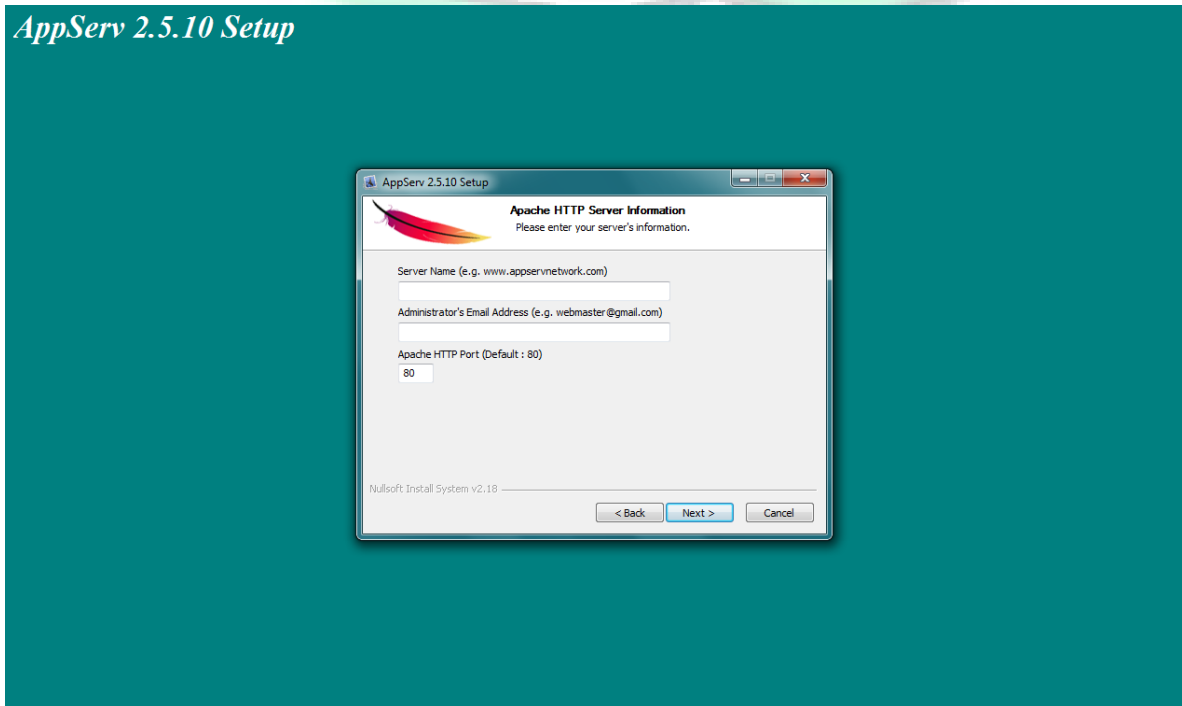 AppServ 2.5.10 Setup
AppServ 2.5.10 Setup
Apache HTTP Server Information
Please enter your server's information.
Server Name (e.g. www.appservnetwork.com)
Administrator's Email Address (e.g. webmaster@gmail.com)
Apache HTTP Port (Default : 80)
80
Nullsoft Install System v2.18
< Back Next > Cancel